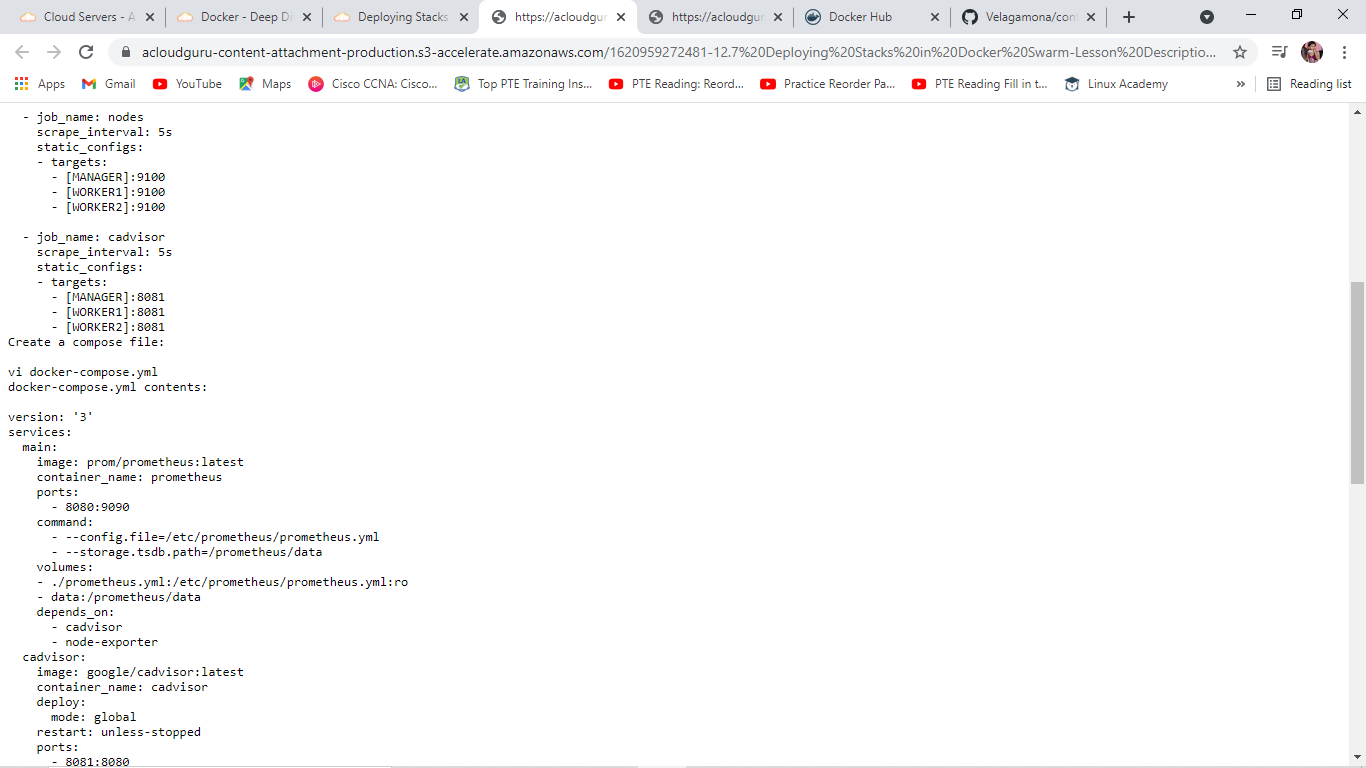 Cloud Servers - A
Docker - Deep Di
Deploying Stacks
https://acloudgur
https://acloudgu
Docker Hub
Velagamona/con
acloudguru-content-attachment-production.s3-accelerate.amazonaws.com/1620959272481-12.7%20Deploying%20Stacks%20in%20Docker%20Swarm-Lesson%20Descriptio...
Apps
Gmail
YouTube
Maps
Cisco CCNA: Cisco...
Top PTE Training Ins...
PTE Reading: Reord...
Practice Reorder Pa...
PTE Reading Fill in t...
Linux Academy
»
Reading list
- job_name: nodes
scrape_interval: 5s
static_configs:
- targets:
- [MANAGER]:9100
- [WORKER1]:9100
- [WORKER2]:9100
- job_name: cadvisor
scrape_interval: 5s
static_configs:
- targets:
- [MANAGER]:8081
- [WORKER1]:8081
- [WORKER2]:8081
Create a compose file:
vi docker-compose.yml
docker-compose.yml contents:
version: '3'
services:
main:
image: prom/prometheus:latest
container_name: prometheus
ports:
- 8080:9090
command:
- --config.file=/etc/prometheus/prometheus.yml
- --storage.tsdb.path=/prometheus/data
volumes:
- ./prometheus.yml:/etc/prometheus/prometheus.yml:ro
- data:/prometheus/data
depends_on:
- cadvisor
- node-exporter
cadvisor:
image: google/cadvisor:latest
container_name: cadvisor
deploy:
mode: global
restart: unless-stopped
ports:
- 8081:8080